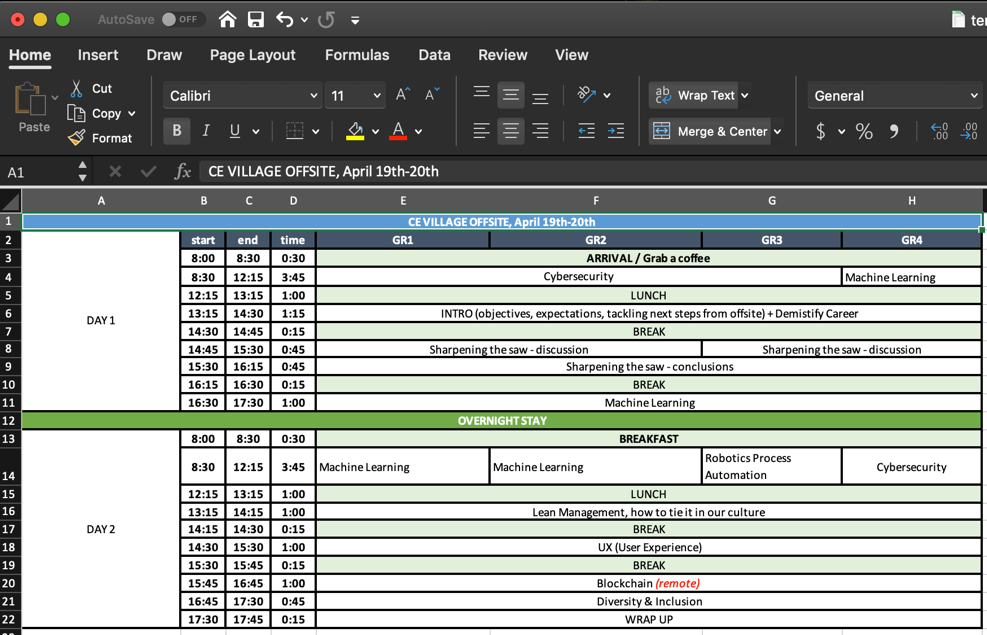 AutoSave OFF ter
Home Insert Draw Page Layout Formulas Data Review View
Paste
Cut
Copy
Format
Calibri 11 A A
B I U A
ab c Wrap Text
Merge & Center
General
$ % 9 .00 .00
A1 fx CE VILLAGE OFFSITE, April 19th-20th
A B C D E F G H
1 CE VILLAGE OFFSITE, April 19th-20th
2 start end time GR1 GR2 GR3 GR4
DAY 1
3 8:00 8:30 0:30 ARRIVAL / Grab a coffee
4 8:30 12:15 3:45 Cybersecurity Machine Learning
5 12:15 13:15 1:00 LUNCH
6 13:15 14:30 1:15 INTRO (objectives, expectations, tackling next steps from offsite) + Demistify Career
7 14:30 14:45 0:15 BREAK
8 14:45 15:30 0:45 Sharpening the saw - discussion Sharpening the saw - discussion
9 15:30 16:15 0:45 Sharpening the saw - conclusions
10 16:15 16:30 0:15 BREAK
11 16:30 17:30 1:00 Machine Learning
12 OVERNIGHT STAY
DAY 2
13 8:00 8:30 0:30 BREAKFAST
14 8:30 12:15 3:45 Machine Learning Machine Learning Robotics Process
Automation Cybersecurity
15 12:15 13:15 1:00 LUNCH
16 13:15 14:15 1:00 Lean Management, how to tie it in our culture
17 14:15 14:30 0:15 BREAK
18 14:30 15:30 1:00 UX (User Experience)
19 15:30 15:45 0:15 BREAK
20 15:45 16:45 1:00 Blockchain (remote)
21 16:45 17:30 0:45 Diversity & Inclusion
22 17:30 17:45 0:15 WRAP UP